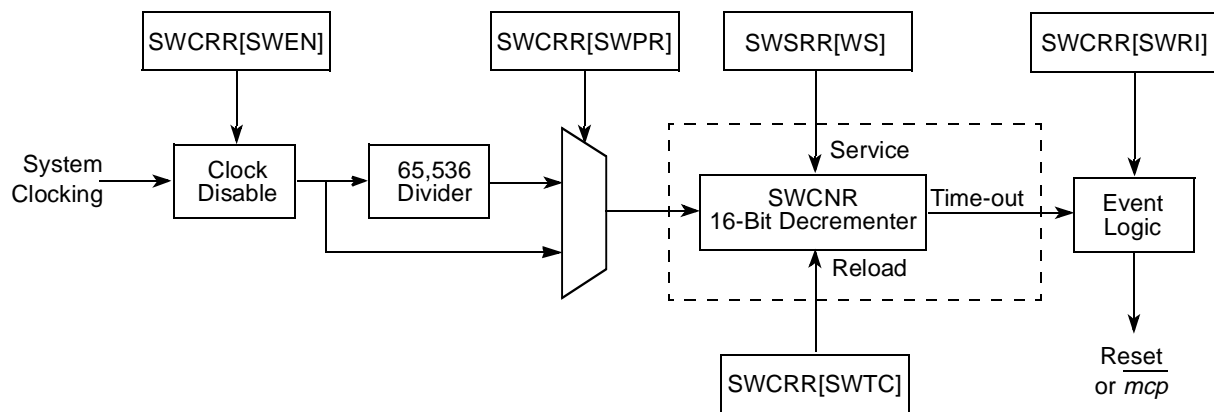 SWCRR[SWEN]
SWCRR[SWPR]
SWSRR[WS]
SWCRR[SWRI]
System
Clocking
Clock
Disable
65,536
Divider
Service
SWCNR
16-Bit Decrementer
Reload
Time-out
Event
Logic
SWCRR[SWTC]
Reset
or mcp